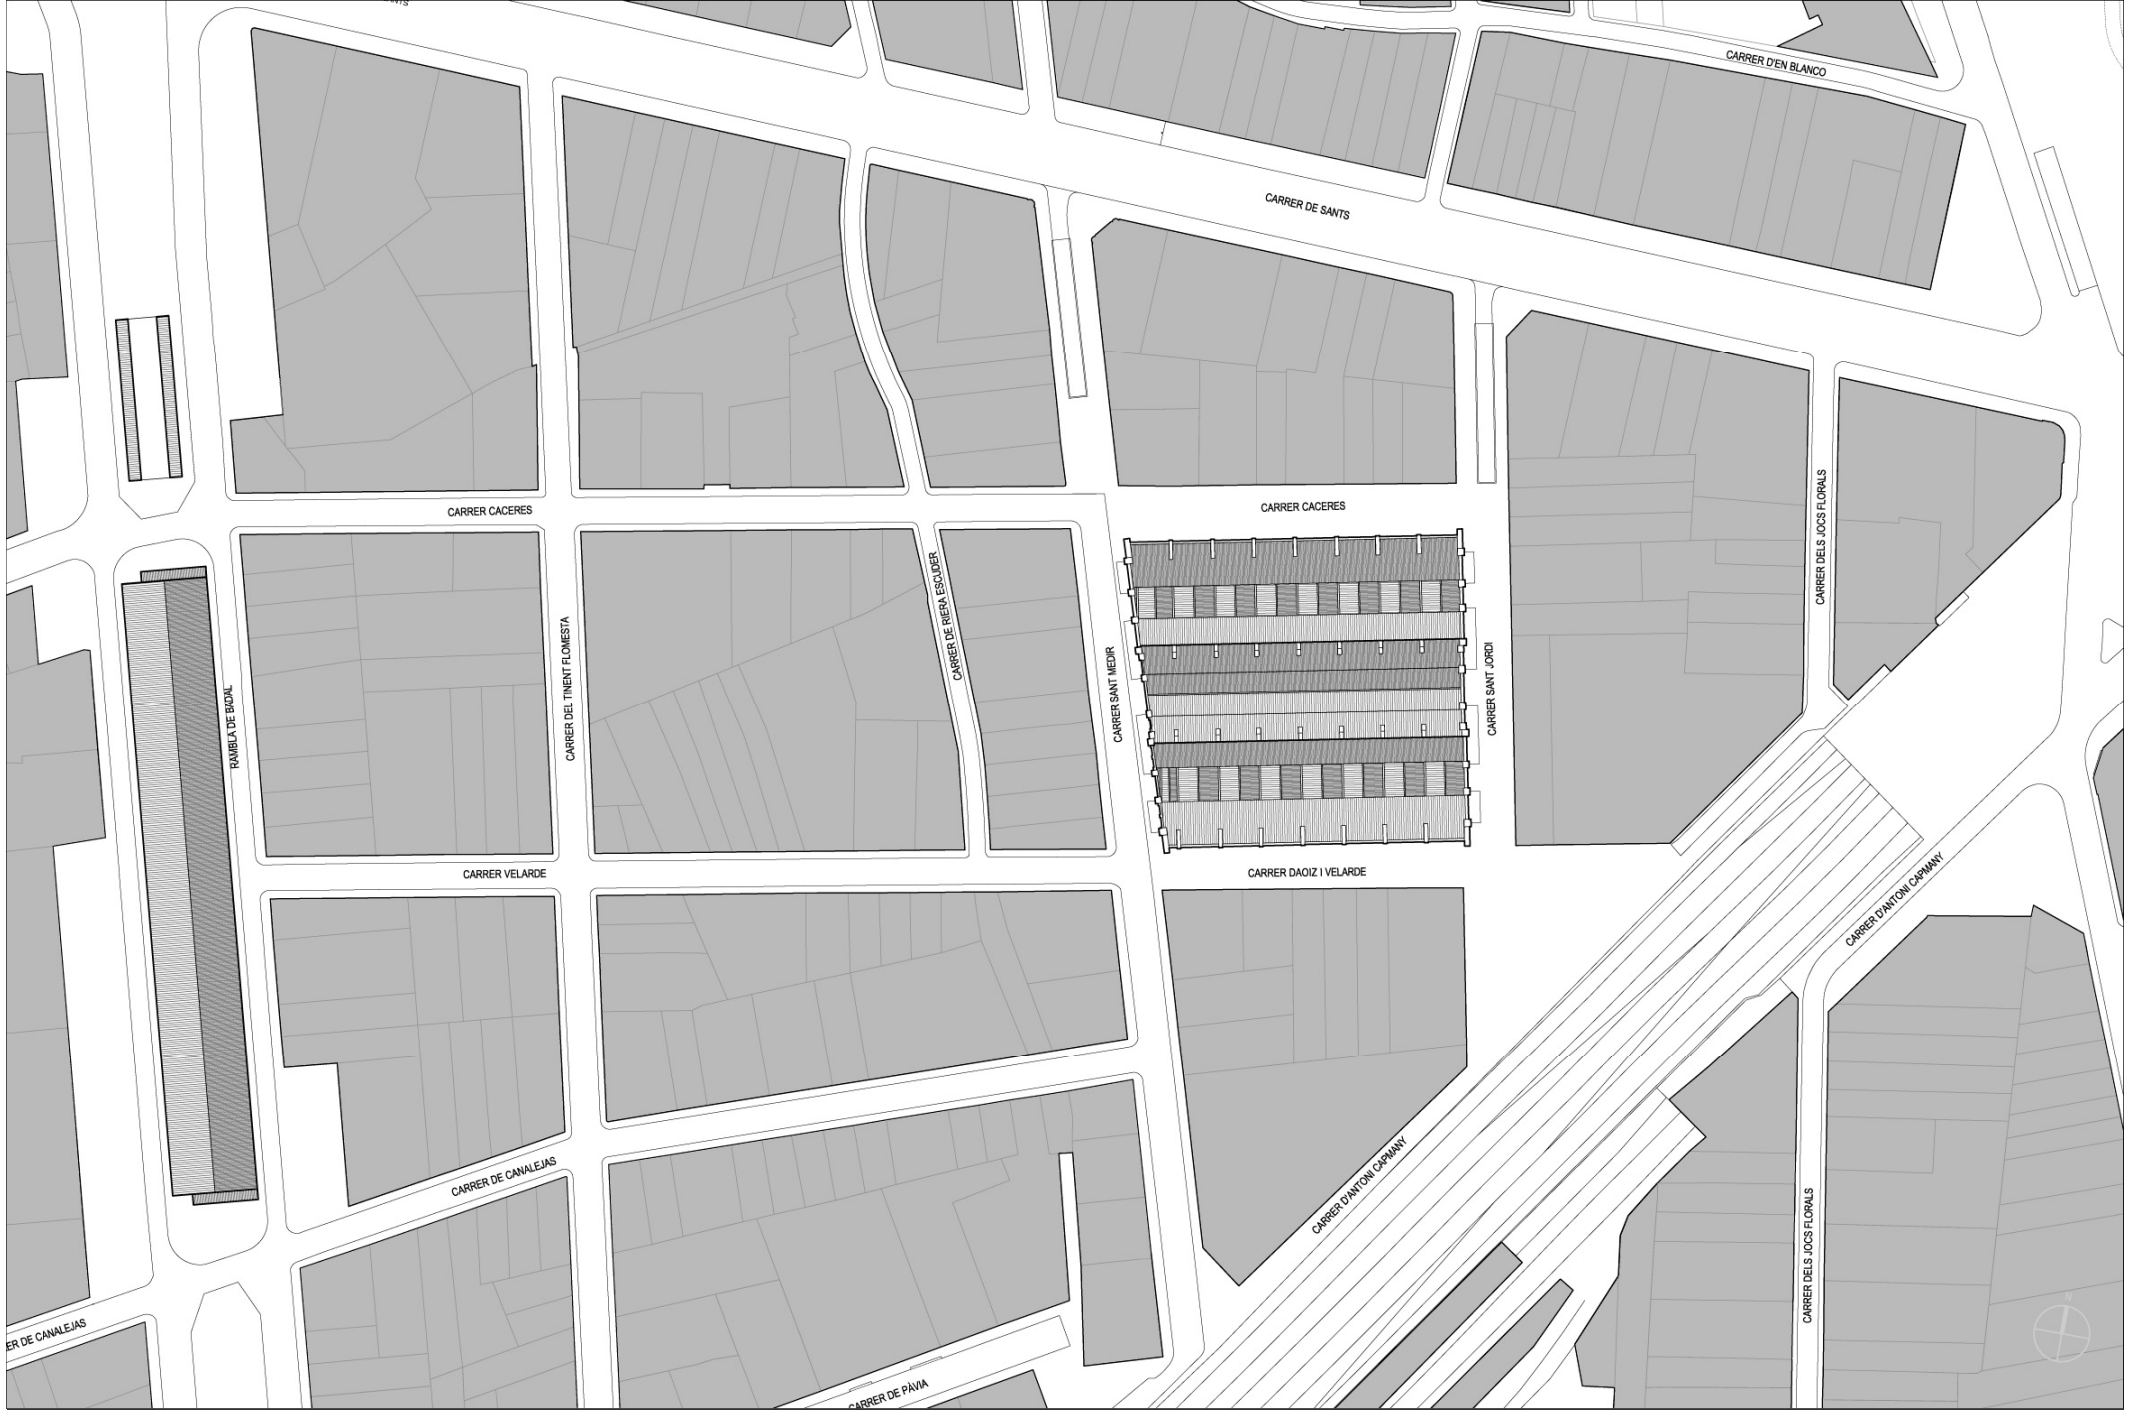 CARRER D'EN BLANCO
CARRER DE SANTS
CARRER CACERES
CARRER CACERES
CARRER DELS JOCS FLORALS
CARRER DE RIERA ESCUDER
CARRER DEL TINENT FLOMESTA
CARRER SANT MEDIR
CARRER SANT JORDI
RAMBLA DE BADAL
CARRER VELARDE
CARRER DAOIZ I VELARDE
CARRER D'ANTONI CAPMANY
CARRER D'ANTONI CAPMANY
CARRER DE CANALEJAS
CARRER DELS JOCS FLORALS
N
ER DE CANALEJAS
CARRER DE PÀVIA